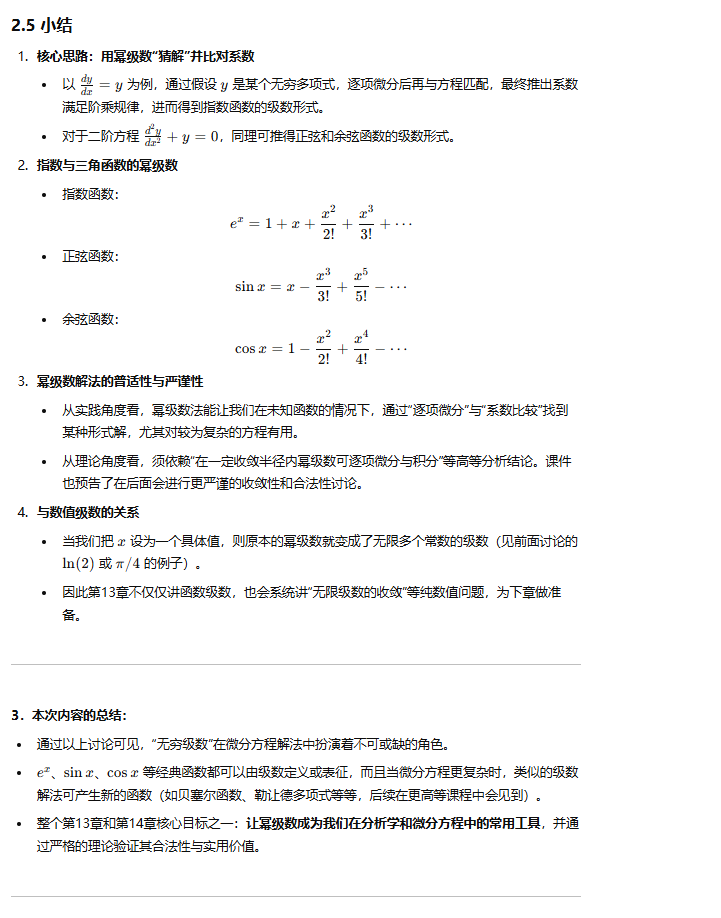 2.5 小结
1. 核心思路：用幂级数“猜解”并比对系数
• 以 dy/dx = y 为例，通过假设 y 是某个无穷多项式，逐项微分后再与方程匹配，最终推出系数
满足阶乘规律，进而得到指数函数的级数形式。
• 对于二阶方程 d²y/dx² + y = 0，同理可推得正弦和余弦函数的级数形式。
2. 指数与三角函数的幂级数
• 指数函数：
eˣ = 1 + x + x²/2! + x³/3! + ⋯
• 正弦函数：
sin x = x − x³/3! + x⁵/5! − ⋯
• 余弦函数：
cos x = 1 − x²/2! + x⁴/4! − ⋯
3. 幂级数解法的普适性与严谨性
• 从实践角度看，幂级数法能让我们在未知函数的情况下，通过“逐项微分”与“系数比较”找到
某种形式解，尤其对较为复杂的方程有用。
• 从理论角度看，须依赖“在一定收敛半径内幂级数可逐项微分与积分”等高等分析结论。课件
也预告了在后面会进行更严谨的收敛性和合法性讨论。
4. 与数值级数的关系
• 当我们把 x 设为一个具体值，则原本的幂级数就变成了无限多个常数的级数（见前面讨论的
ln(2) 或 π/4 的例子）。
• 因此第13章不仅仅讲函数级数，也会系统讲“无限级数的收敛”等纯数值问题，为下章做准
备。
3．本次内容的总结：
• 通过以上讨论可见，“无穷级数”在微分方程解法中扮演着不可或缺的角色。
• eˣ、sin x、cos x 等经典函数都可以由级数定义或表征，而且当微分方程更复杂时，类似的级数
解法可产生新的函数（如贝塞尔函数、勒让德多项式等等，后续在更高等课程中会见到）。
• 整个第13章和第14章核心目标之一：让幂级数成为我们在分析学和微分方程中的常用工具，并通
过严格的理论验证其合法性与实用价值。